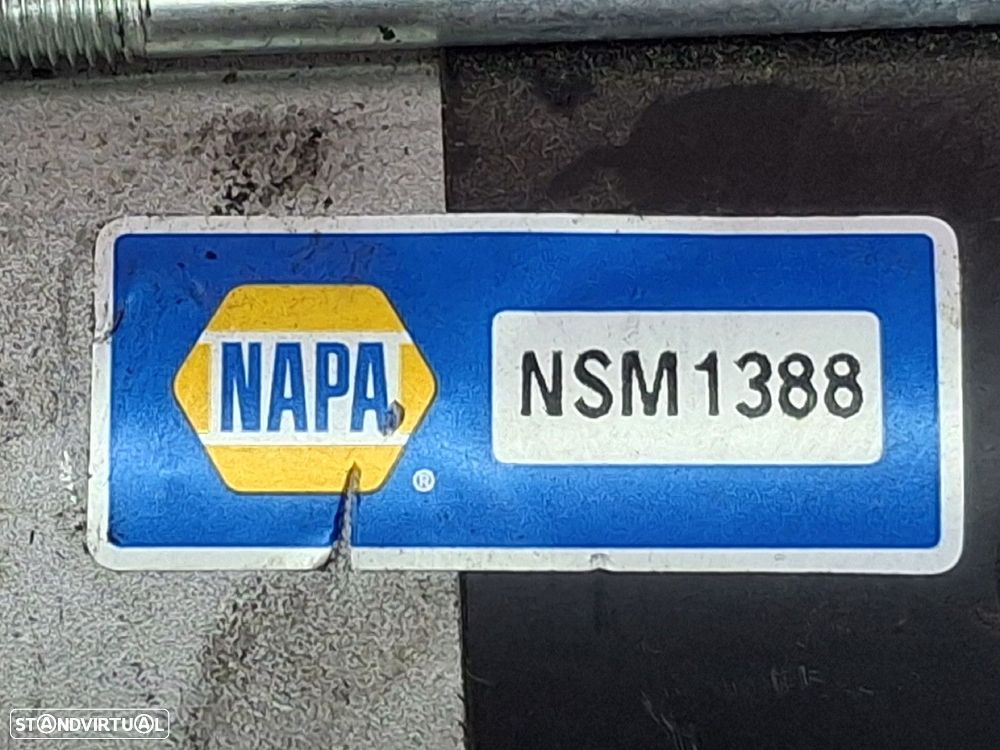 NAPA
®
NSM1388
STANDVIRTUAL